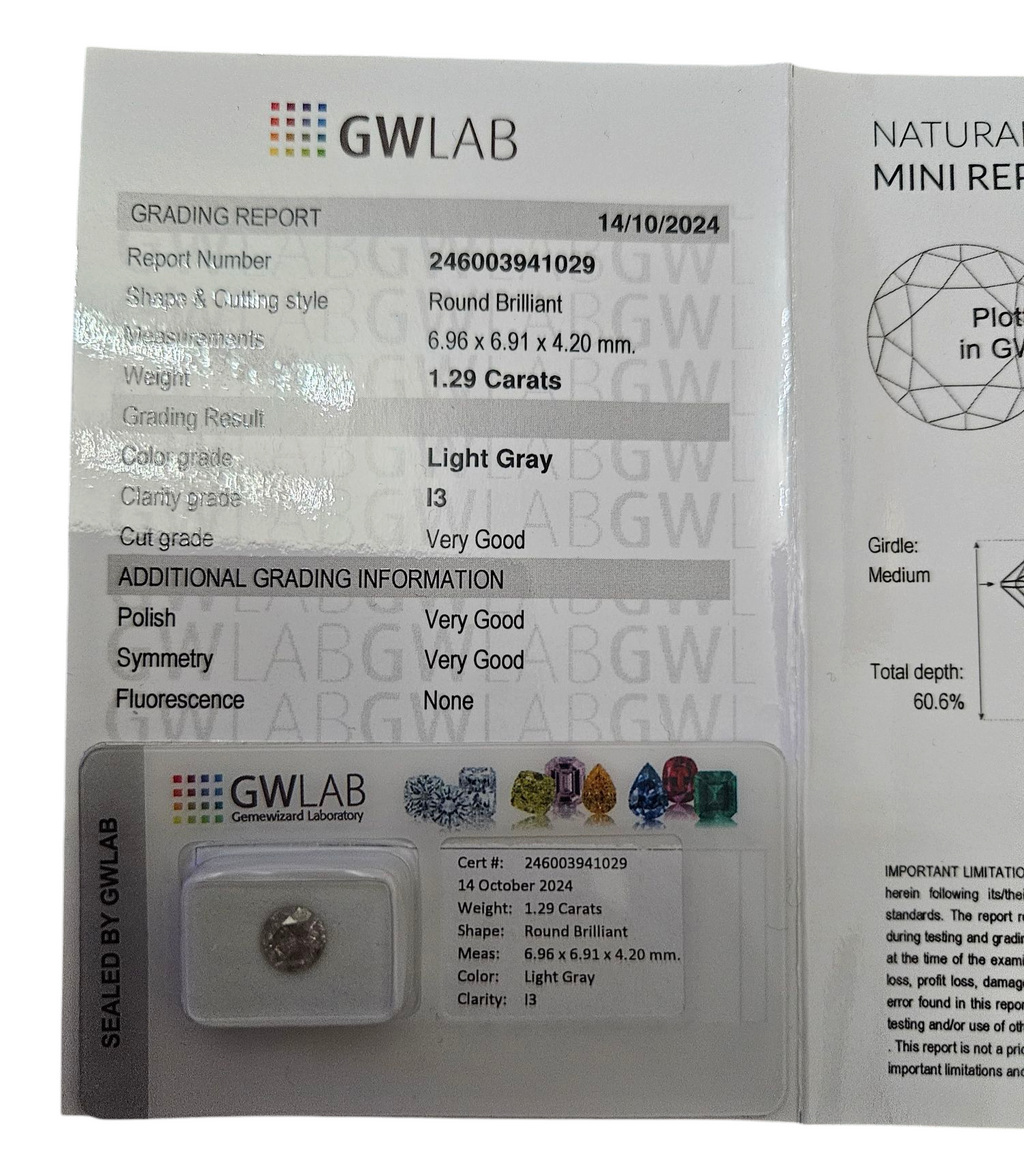 GWLAB
GRADING REPORT 14/10/2024
Report Number 246003941029
Shape & Cutting style Round Brilliant
Measurements 6.96 x 6.91 x 4.20 mm.
Weight 1.29 Carats
Grading Result
Color grade Light Gray
Clarity grade I3
Cut grade Very Good
ADDITIONAL GRADING INFORMATION
Polish Very Good
Symmetry Very Good
Fluorescence None
SEALED BY GWLAB
GWLAB
Gemewizard Laboratory
Cert #: 246003941029
14 October 2024
Weight: 1.29 Carats
Shape: Round Brilliant
Meas: 6.96 x 6.91 x 4.20 mm.
Color: Light Gray
Clarity: I3
NATURAL
MINI REP
Plott
in GW
Girdle:
Medium
Total depth:
60.6%
IMPORTANT LIMITATIO
herein following its/thei
standards. The report r
during testing and gradin
at the time of the exami
loss, profit loss, damag
error found in this repor
testing and/or use of oth
. This report is not a pric
important limitations and